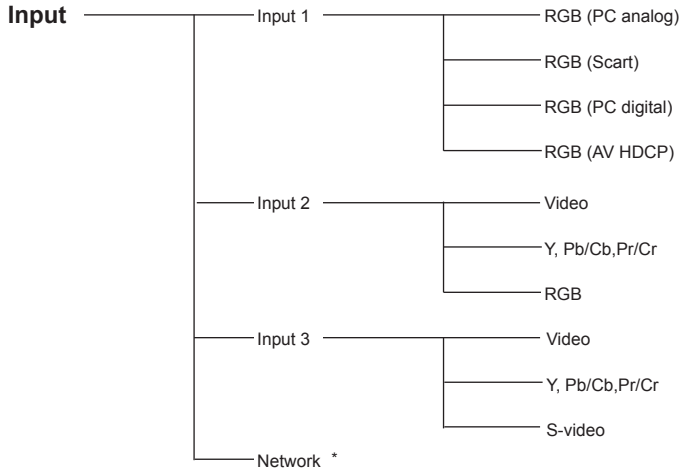 Input
Input 1
RGB (PC analog)
RGB (Scart)
RGB (PC digital)
RGB (AV HDCP)
Input 2
Video
Y, Pb/Cb,Pr/Cr
RGB
Input 3
Video
Y, Pb/Cb,Pr/Cr
S-video
Network *